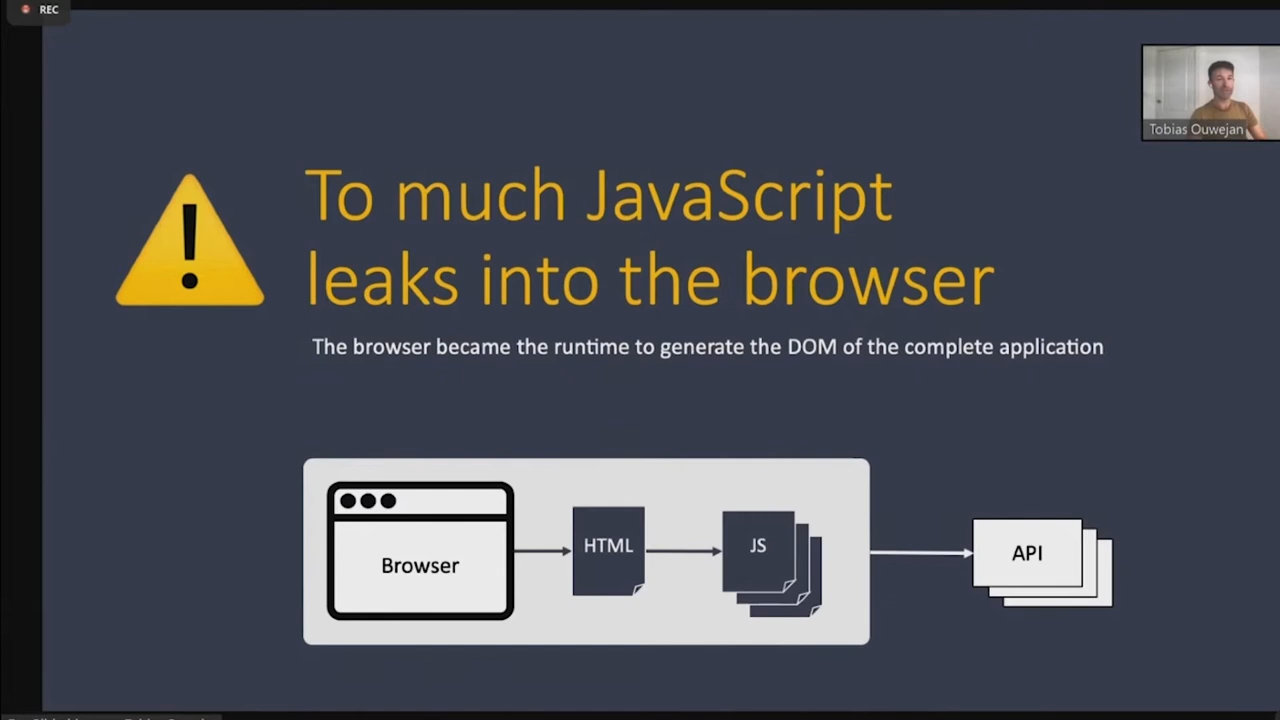 REC
Tobias Ouwejan
To much JavaScript
leaks into the browser
The browser became the runtime to generate the DOM of the complete application
Browser
HTML
JS
API